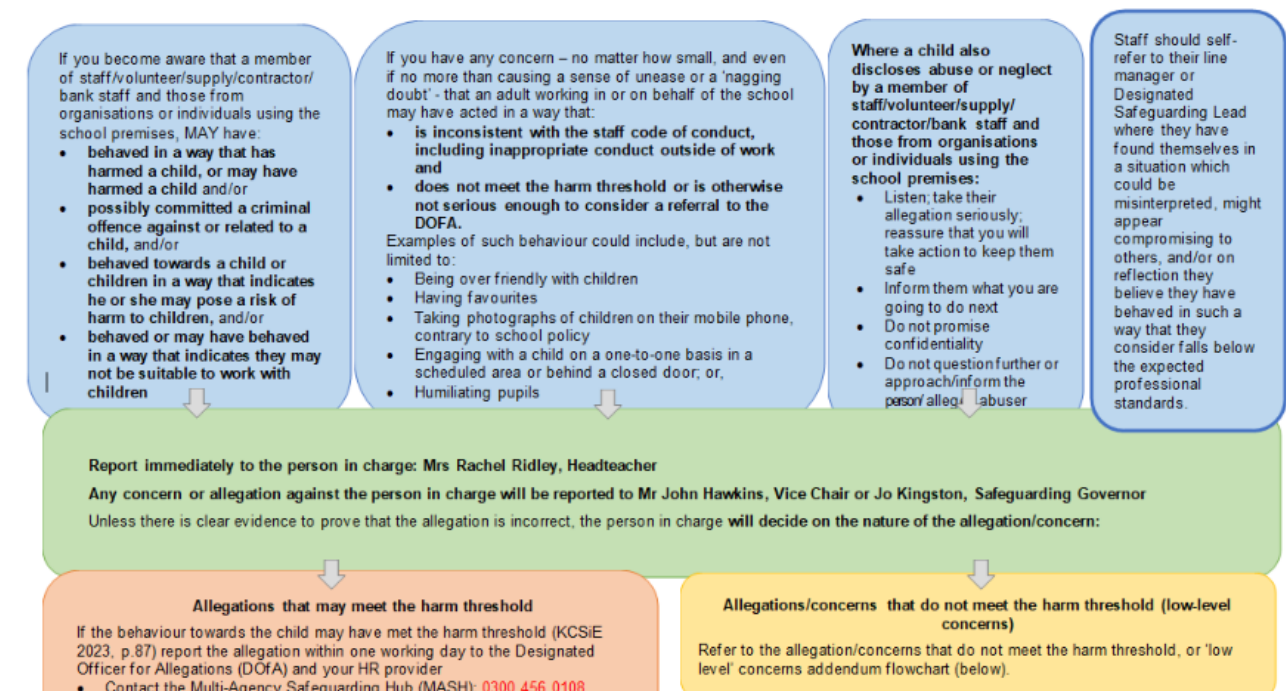 If you become aware that a member
of staff/volunteer/supply/contractor/
bank staff and those from
organisations or individuals using the
school premises, MAY have:
• behaved in a way that has
harmed a child, or may have
harmed a child and/or
• possibly committed a criminal
offence against or related to a
child, and/or
• behaved towards a child or
children in a way that indicates
he or she may pose a risk of
harm to children, and/or
• behaved or may have behaved
in a way that indicates they may
not be suitable to work with
children
If you have any concern – no matter how small, and even
if no more than causing a sense of unease or a 'nagging
doubt' - that an adult working in or on behalf of the school
may have acted in a way that:
• is inconsistent with the staff code of conduct,
including inappropriate conduct outside of work
and
• does not meet the harm threshold or is otherwise
not serious enough to consider a referral to the
DOFA.
Examples of such behaviour could include, but are not
limited to:
• Being over friendly with children
• Having favourites
• Taking photographs of children on their mobile phone,
contrary to school policy
• Engaging with a child on a one-to-one basis in a
scheduled area or behind a closed door; or,
• Humiliating pupils
Where a child also
discloses abuse or neglect
by a member of
staff/volunteer/supply/
contractor/bank staff and
those from organisations
or individuals using the
school premises:
• Listen; take their
allegation seriously;
reassure that you will
take action to keep them
safe
• Inform them what you are
going to do next
• Do not promise
confidentiality
• Do not question further or
approach/inform the
person/ abuser
Staff should self-
refer to their line
manager or
Designated
Safeguarding Lead
where they have
found themselves in
a situation which
could be
misinterpreted, might
appear
compromising to
others, and/or on
reflection they
believe they have
behaved in such a
way that they
consider falls below
the expected
professional
standards.
Report immediately to the person in charge: Mrs Rachel Ridley, Headteacher
Any concern or allegation against the person in charge will be reported to Mr John Hawkins, Vice Chair or Jo Kingston, Safeguarding Governor
Unless there is clear evidence to prove that the allegation is incorrect, the person in charge will decide on the nature of the allegation/concern:
Allegations that may meet the harm threshold
If the behaviour towards the child may have met the harm threshold (KCSiE
2023, p.87) report the allegation within one working day to the Designated
Officer for Allegations (DOfA) and your HR provider
• Contact the Multi-Agency Safeguarding Hub (MASH): 0300 456 0108
Allegations/concerns that do not meet the harm threshold (low-level
concerns)
Refer to the allegation/concerns that do not meet the harm threshold, or 'low
level' concerns addendum flowchart (below).